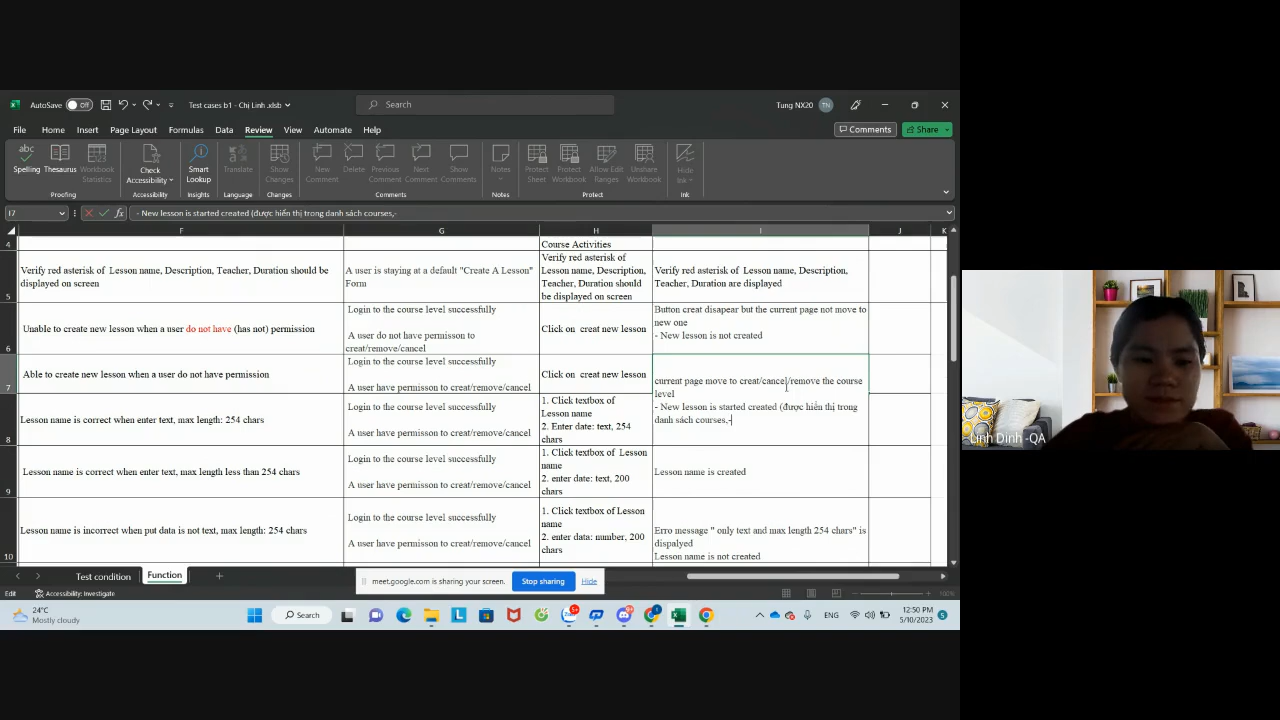 AutoSave Off Test cases b1 - Chị Linh .xlsb Search Tung NX20 TN
File Home Insert Page Layout Formulas Data Review View Automate Help Comments Share
Spelling Thesaurus Workbook Statistics Check Accessibility Smart Lookup Translate Show Changes New Comment Delete Previous Comment Next Comment Show Comments Notes Protect Sheet Protect Workbook Allow Edit Ranges Unshare Workbook Hide Ink
Proofing Accessibility Insights Language Changes Comments Notes Protect Ink
I7 fx - New lesson is started created (được hiển thị trong danh sách courses,-
F G H I J K
4 Course Activities
Verify red asterisk of Lesson name, Description, Teacher, Duration should be
displayed on screen
A user is staying at a default "Create A Lesson"
Form
Verify red asterisk of
Lesson name, Description,
Teacher, Duration should
be displayed on screen
Verify red asterisk of Lesson name, Description,
Teacher, Duration are displayed
5
Unable to create new lesson when a user do not have (has not) permission
Login to the course level successfully
A user do not have permisson to
creat/remove/cancel
Click on creat new lesson
Button creat disapear but the current page not move to
new one
- New lesson is not created
6
Able to create new lesson when a user do not have permission
Login to the course level successfully
A user have permisson to creat/remove/cancel
Click on creat new lesson
current page move to creat/cancel/remove the course
level
- New lesson is started created (được hiển thị trong
danh sách courses,-
7
Lesson name is correct when enter text, max length: 254 chars
Login to the course level successfully
A user have permisson to creat/remove/cancel
1. Click textbox of
Lesson name
2. Enter date: text, 254
chars
8
Lesson name is correct when enter text, max length less than 254 chars
Login to the course level successfully
A user have permisson to creat/remove/cancel
1. Click textbox of Lesson
name
2. enter date: text, 200
chars
Lesson name is created
9
Lesson name is incorrect when put data is not text, max length: 254 chars
Login to the course level successfully
A user have permisson to creat/remove/cancel
1. Click textbox of Lesson
name
2. enter data: number, 200
chars
Erro message " only text and max length 254 chars" is
dispalyed
Lesson name is not created
10
Test condition Function
meet.google.com is sharing your screen. Stop sharing Hide
Edit Accessibility: Investigate 100%
24°C
Mostly cloudy
Search
ENG
12:50 PM
5/10/2023
Linh Dinh -QA